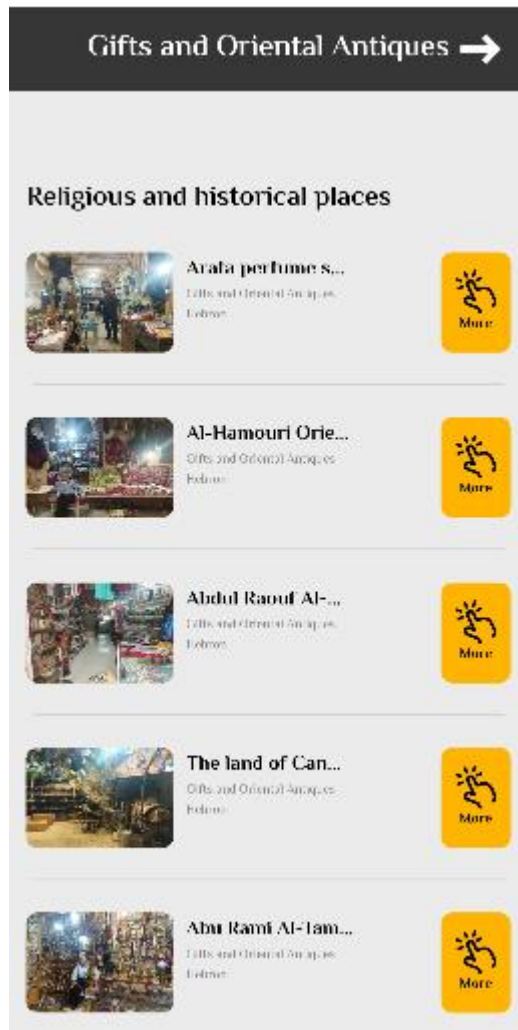 Gifts and Oriental Antiques
Religious and historical places
Arafa perfume s...
Gifts and Oriental Antiques
Hebron
More
Al-Hamouri Orie...
Gifts and Oriental Antiques
Hebron
More
Abdul Raouf Al-...
Gifts and Oriental Antiques
Hebron
More
The land of Can...
Gifts and Oriental Antiques
Hebron
More
Abu Rami Al-Tam...
Gifts and Oriental Antiques
Hebron
More